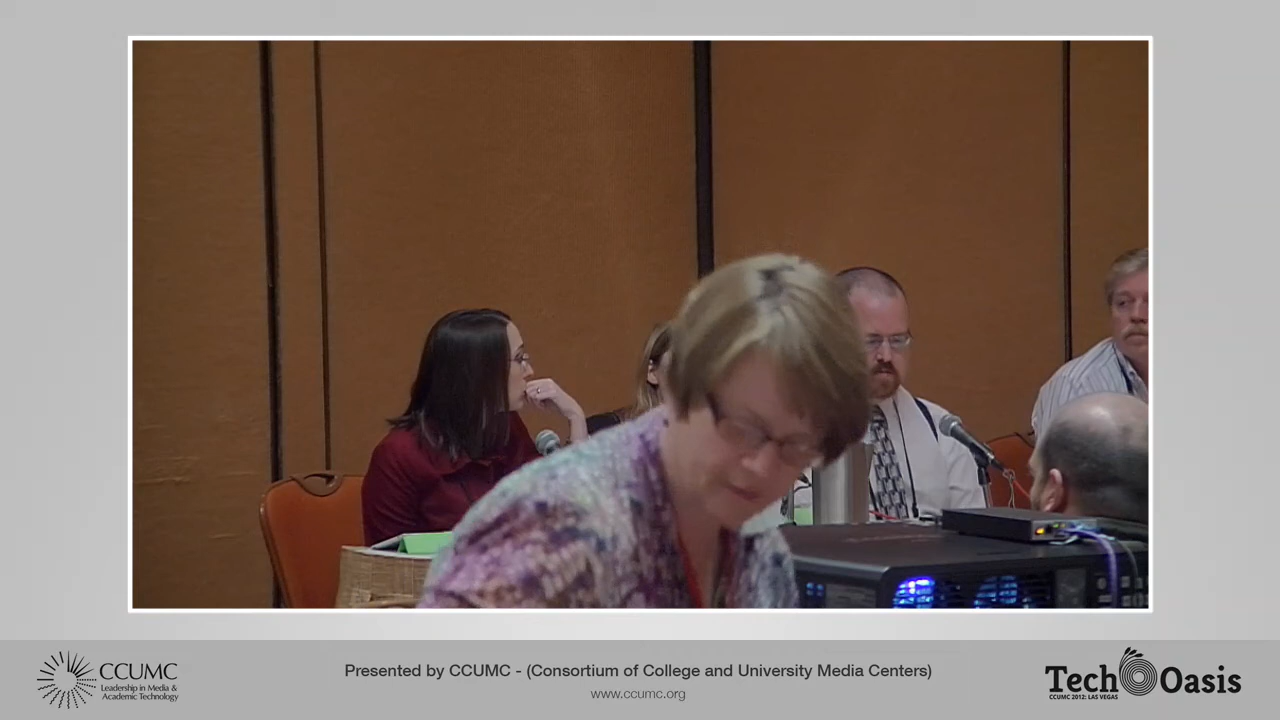 CCUMC
Leadership in Media &
Academic Technology
Presented by CCUMC - (Consortium of College and University Media Centers)
www.ccumc.org
Tech Oasis
CCUMC 2012: LAS VEGAS